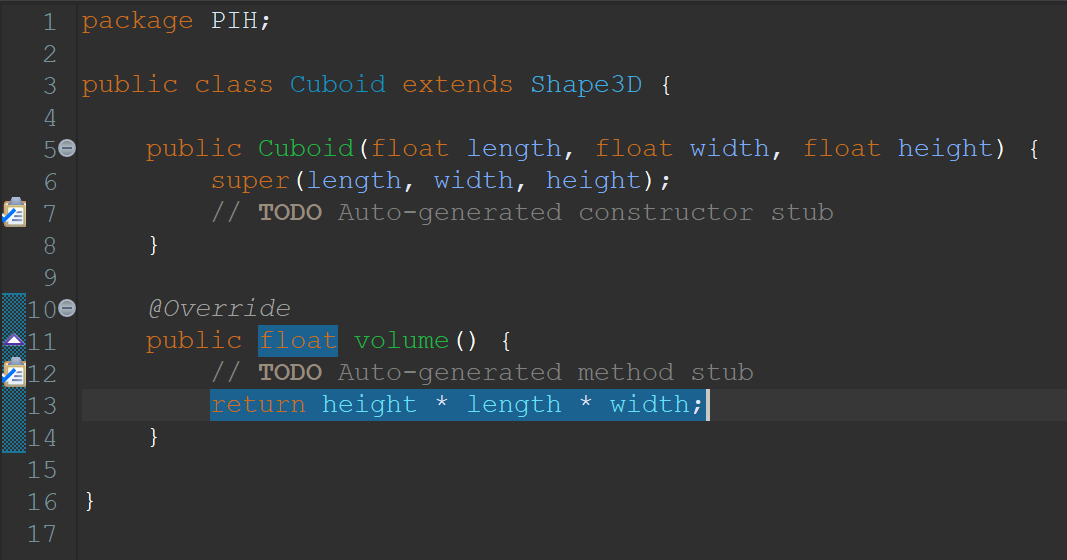 1 package PIH;
2
3 public class Cuboid extends Shape3D {
4
5 public Cuboid(float length, float width, float height) {
6 super(length, width, height);
7 // TODO Auto-generated constructor stub
8 }
9
10 @Override
11 public float volume() {
12 // TODO Auto-generated method stub
13 return height * length * width;
14 }
15
16 }
17